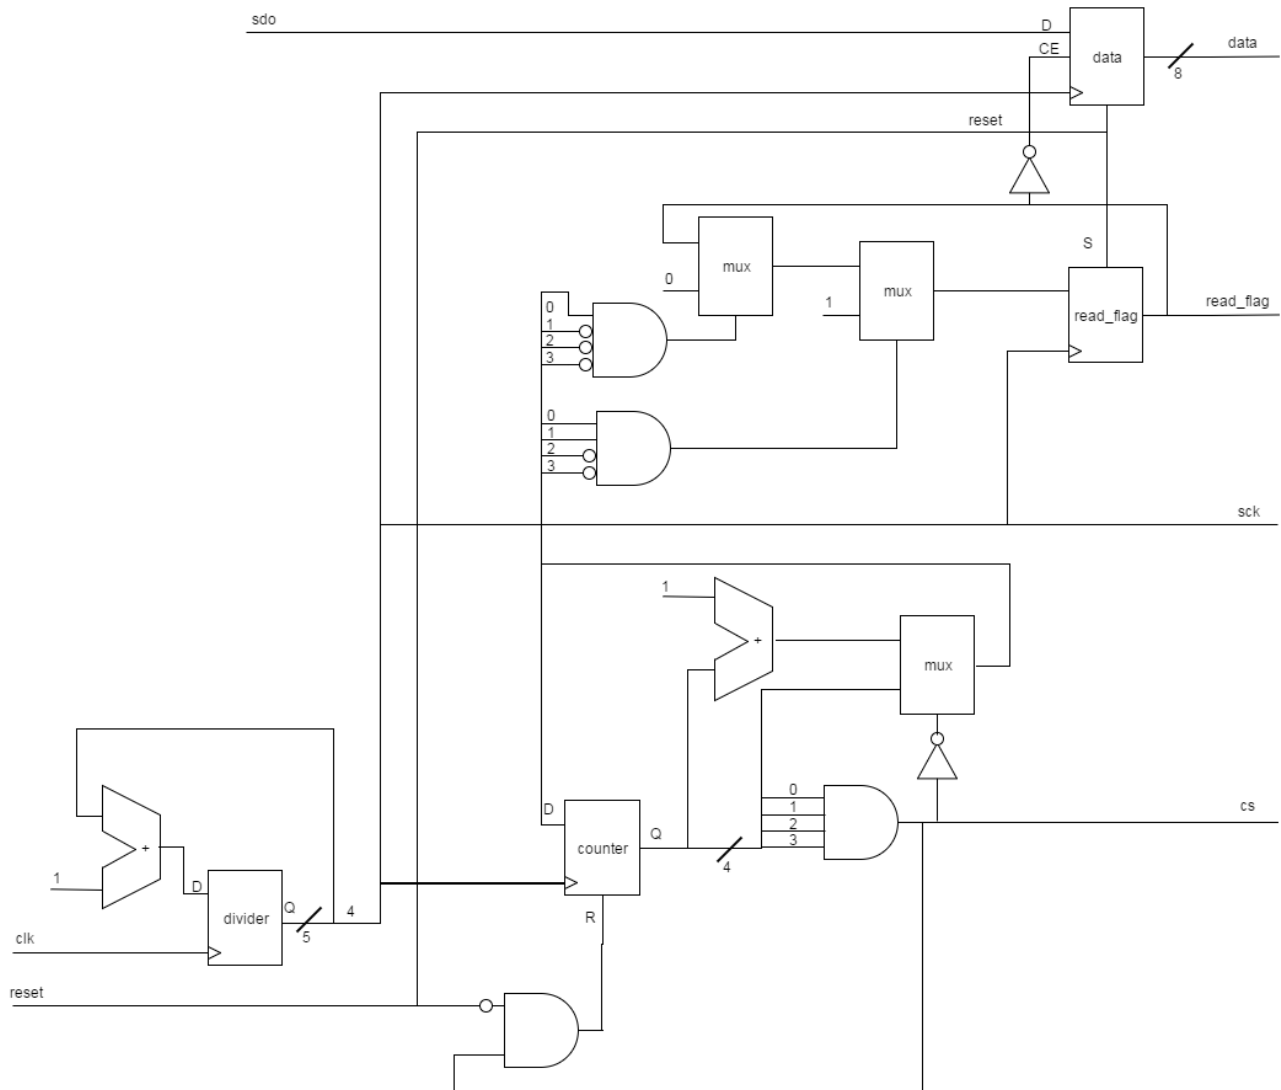 sdo
D
CE
data
data
8
reset
S
mux
0
mux
1
read_flag
read_flag
0
1
2
3
0
1
2
3
sck
1
+
mux
D
counter
Q
4
0
1
2
3
cs
R
+
1
D
divider
Q
5
4
clk
reset